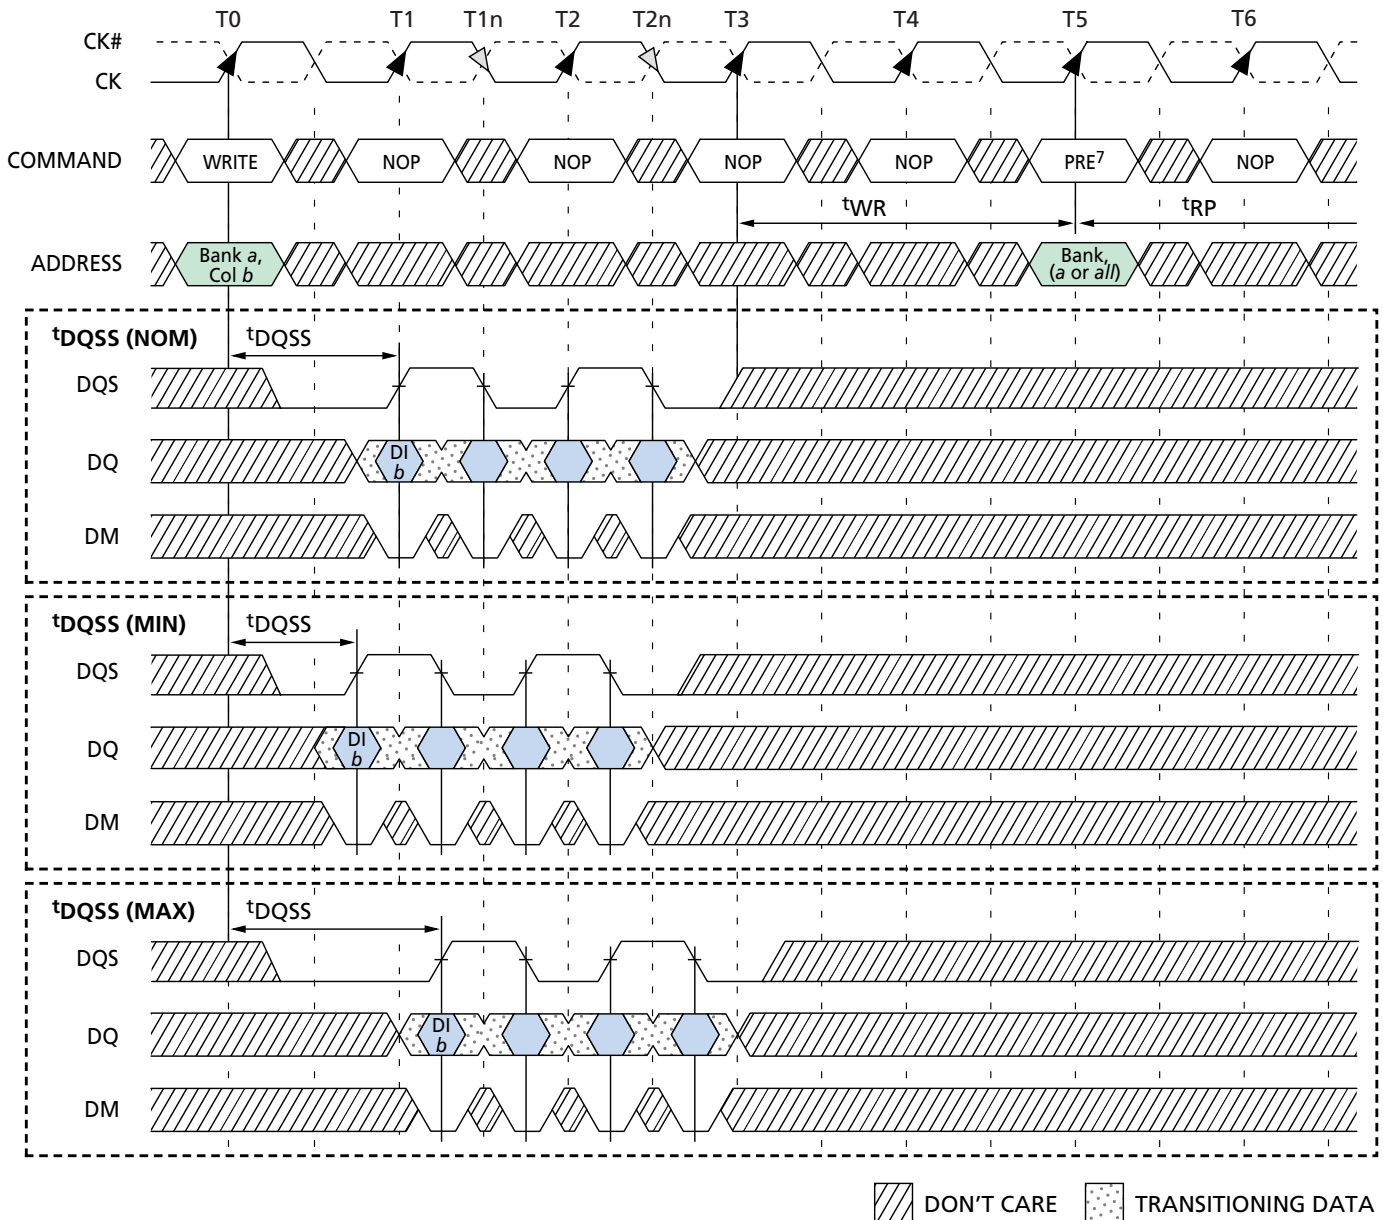 T0 T1 T1n T2 T2n T3 T4 T5 T6
CK#
CK
COMMAND WRITE NOP NOP NOP NOP PRE7 NOP
tWR tRP
ADDRESS Bank a, Col b Bank, (a or all)
tDQSS (NOM) tDQSS
DQS
DQ DI b
DM
tDQSS (MIN) tDQSS
DQS
DQ DI b
DM
tDQSS (MAX) tDQSS
DQS
DQ DI b
DM
DON'T CARE TRANSITIONING DATA